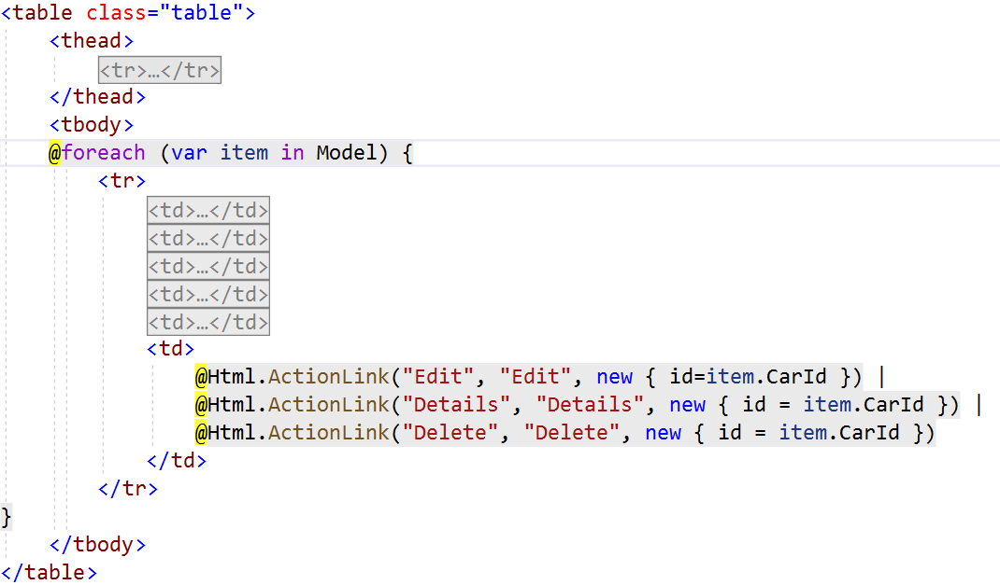 <table class="table">
<thead>
<tr>…</tr>
</thead>
<tbody>
@foreach (var item in Model) {
<tr>
<td>…</td>
<td>…</td>
<td>…</td>
<td>…</td>
<td>…</td>
<td>
@Html.ActionLink("Edit", "Edit", new { id=item.CarId }) |
@Html.ActionLink("Details", "Details", new { id = item.CarId }) |
@Html.ActionLink("Delete", "Delete", new { id = item.CarId })
</td>
</tr>
}
</tbody>
</table>